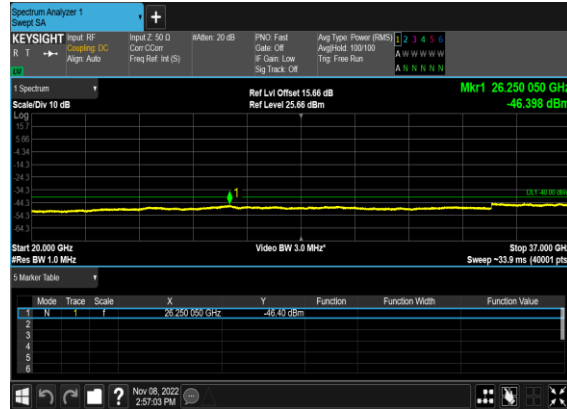 Spectrum Analyzer 1
Swept SA
+
KEYSIGHT
R T
LXI
Input: RF
Coupling: DC
Align: Auto
Input Z: 50 Ω
Corr CCorr
Freq Ref: Int (S)
#Atten: 20 dB
PNO: Fast
Gate: Off
IF Gain: Low
Sig Track: Off
Avg Type: Power (RMS)
Avg|Hold: 100/100
Trig: Free Run
1 2 3 4 5 6
A W W W W W
A N N N N N
1 Spectrum
Scale/Div 10 dB
Ref Lvl Offset 15.66 dB
Ref Level 25.66 dBm
Mkr1 26.250 050 GHz
-46.398 dBm
Log
15.7
5.66
-4.34
-14.3
-24.3
-34.3
-44.3
-54.3
-64.3
1
DL1 -40.00 dBm
Start 20.000 GHz
#Res BW 1.0 MHz
Video BW 3.0 MHz*
Stop 37.000 GHz
Sweep ~33.9 ms (40001 pts)
5 Marker Table
Mode Trace Scale X Y Function Function Width Function Value
1 N 1 f 26.250 050 GHz -46.40 dBm
2
3
4
5
6
?
Nov 08, 2022
2:57:03 PM